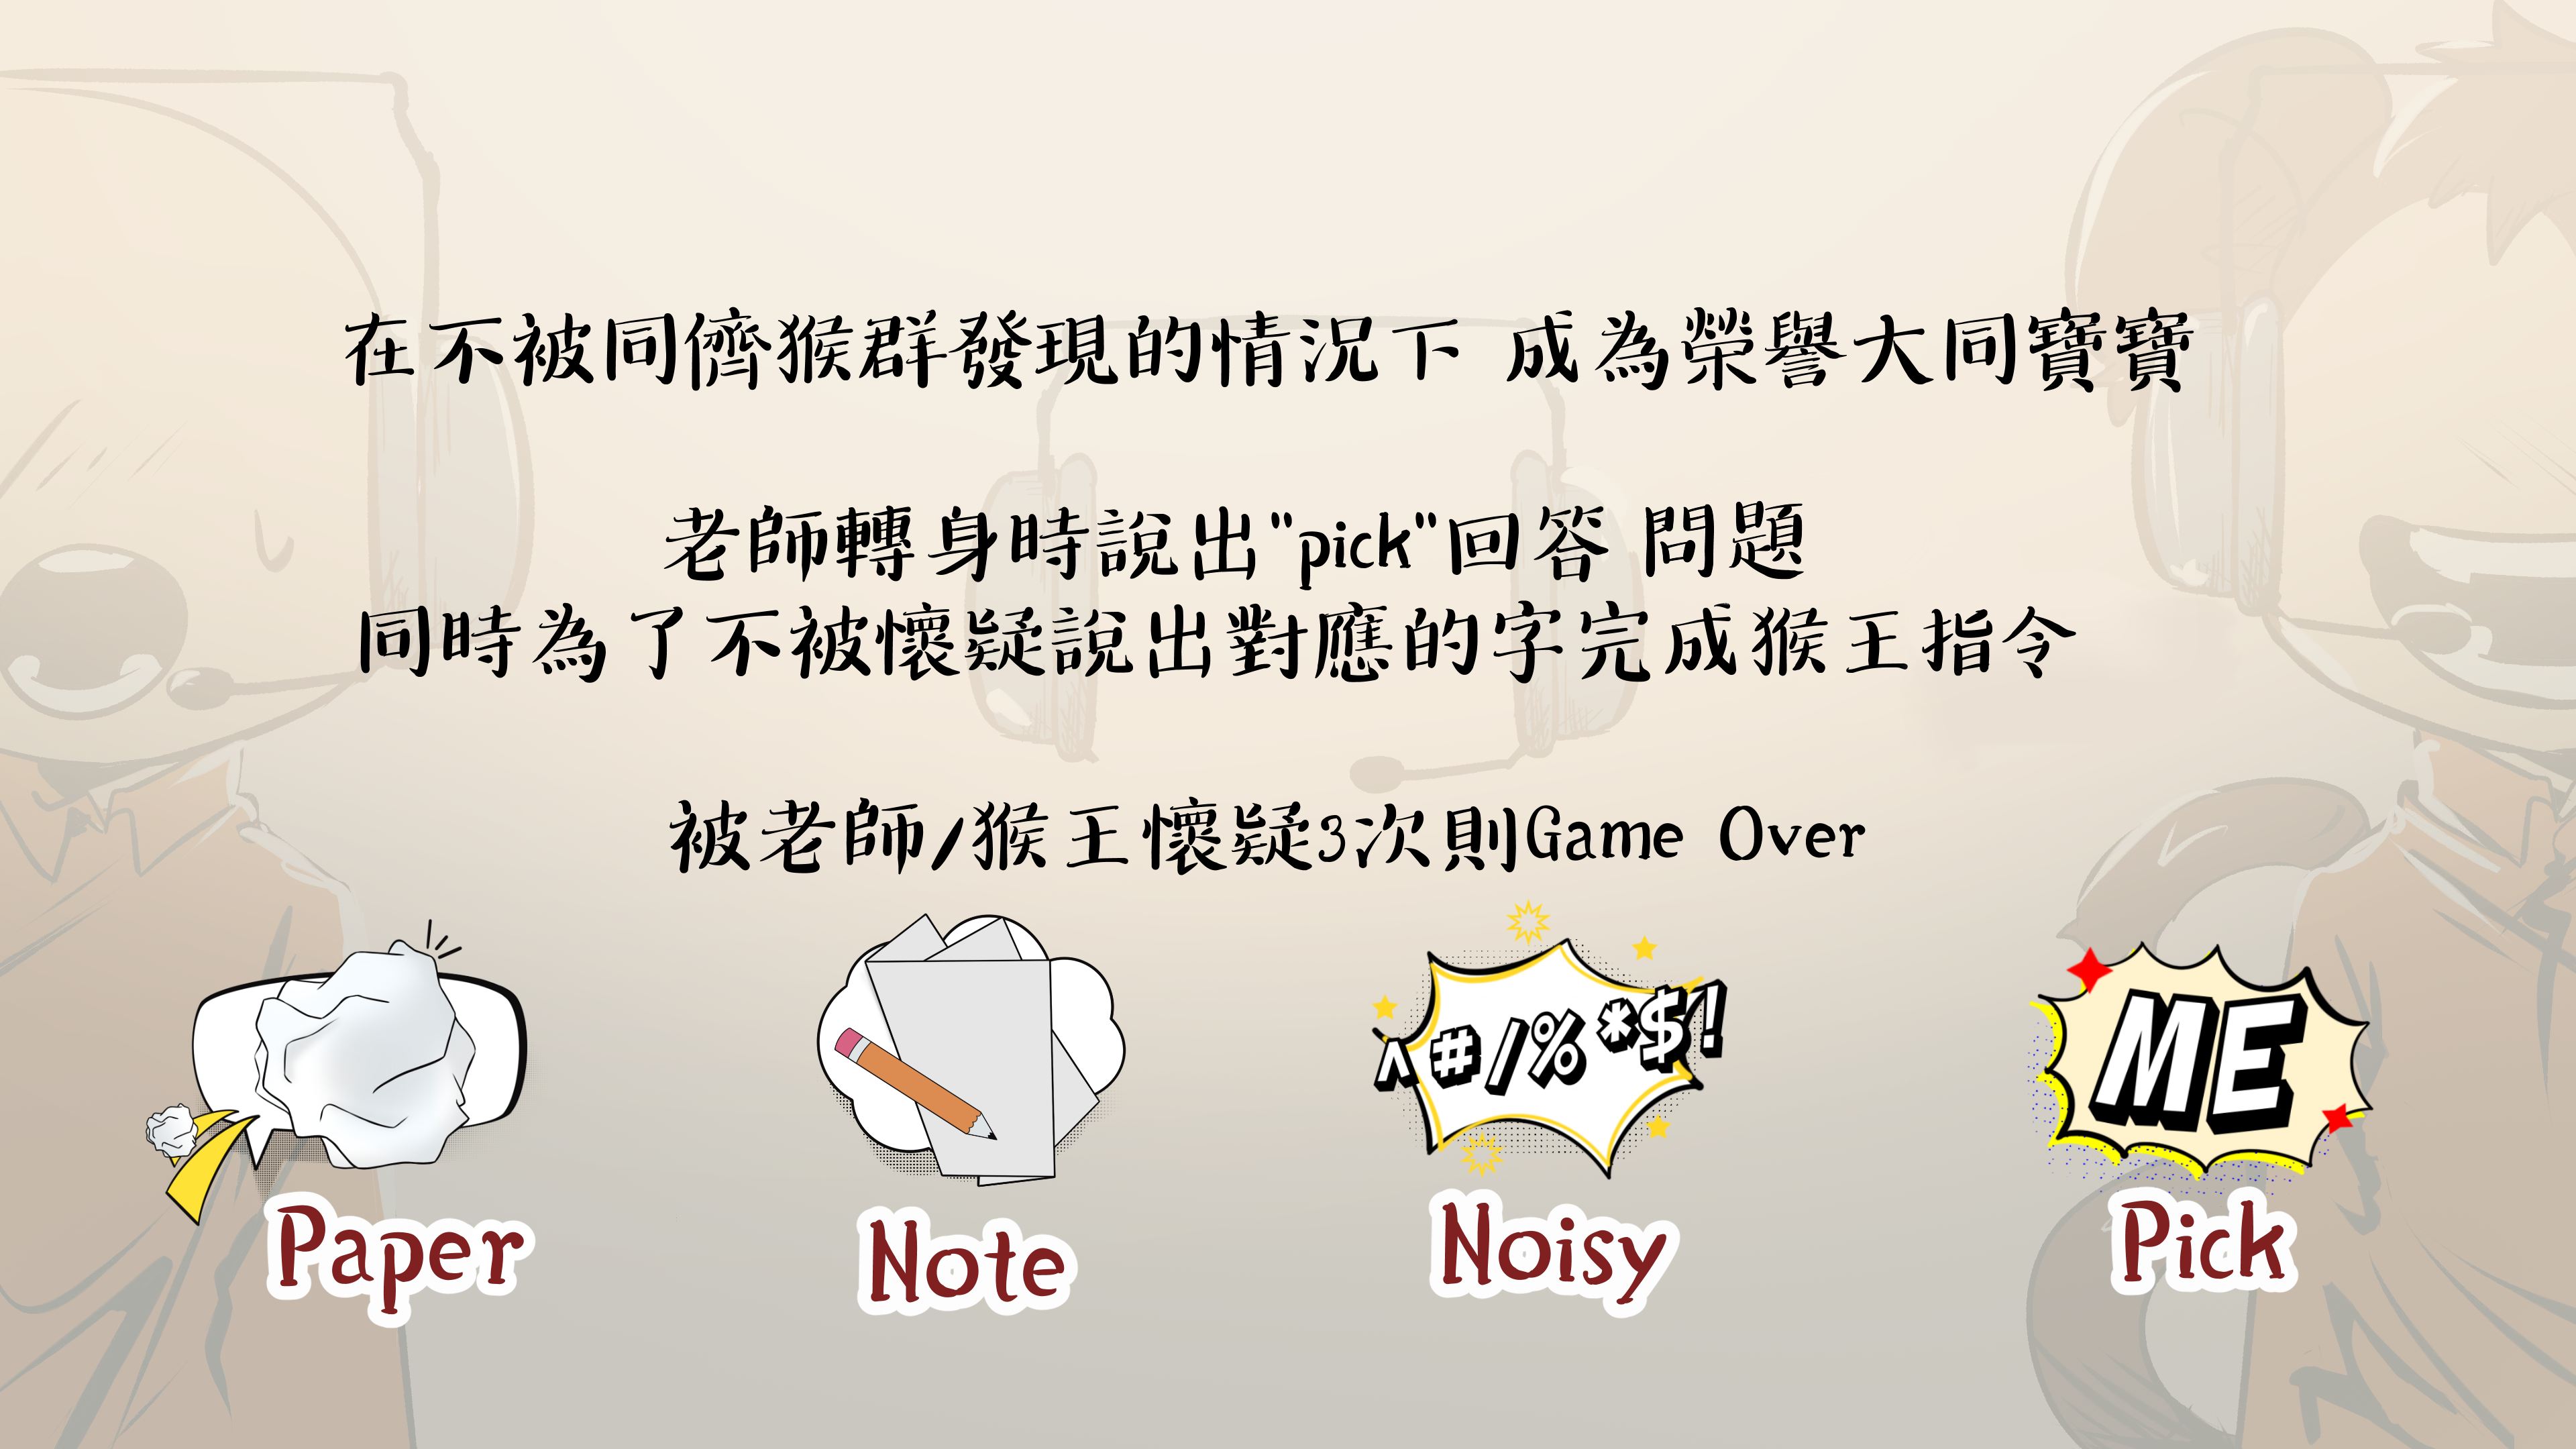 在不被同儕猴群發現的情況下 成為榮譽大同寶寶
老師轉身時說出"pick"回答問題
同時為了不被懷疑說出對應的字完成猴王指令
被老師/猴王懷疑3次則Game Over
^#/%*$!
ME
Paper
Note
Noisy
Pick